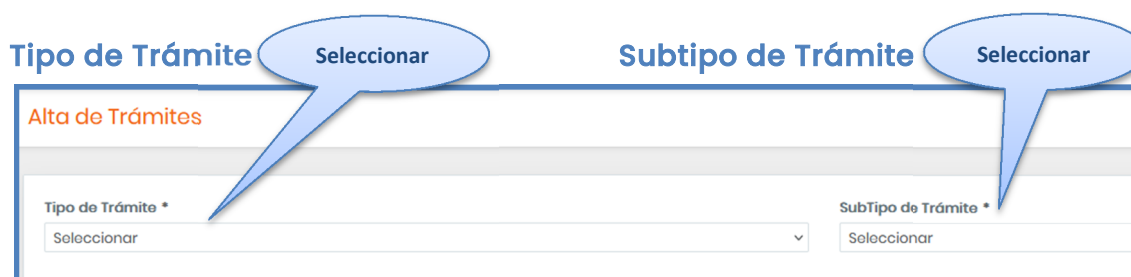 Tipo de Trámite Seleccionar Subtipo de Trámite Seleccionar
Alta de Trámites
Tipo de Trámite * SubTipo de Trámite *
Seleccionar Seleccionar